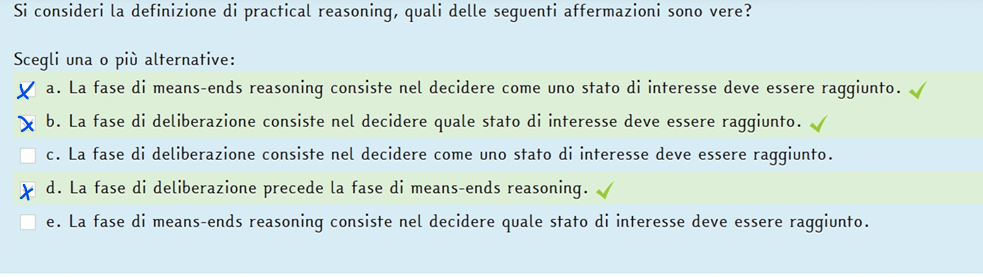 Si consideri la definizione di practical reasoning, quali delle seguenti affermazioni sono vere?
Scegli una o più alternative:
a. La fase di means-ends reasoning consiste nel decidere come uno stato di interesse deve essere raggiunto.
b. La fase di deliberazione consiste nel decidere quale stato di interesse deve essere raggiunto.
c. La fase di deliberazione consiste nel decidere come uno stato di interesse deve essere raggiunto.
d. La fase di deliberazione precede la fase di means-ends reasoning.
e. La fase di means-ends reasoning consiste nel decidere quale stato di interesse deve essere raggiunto.